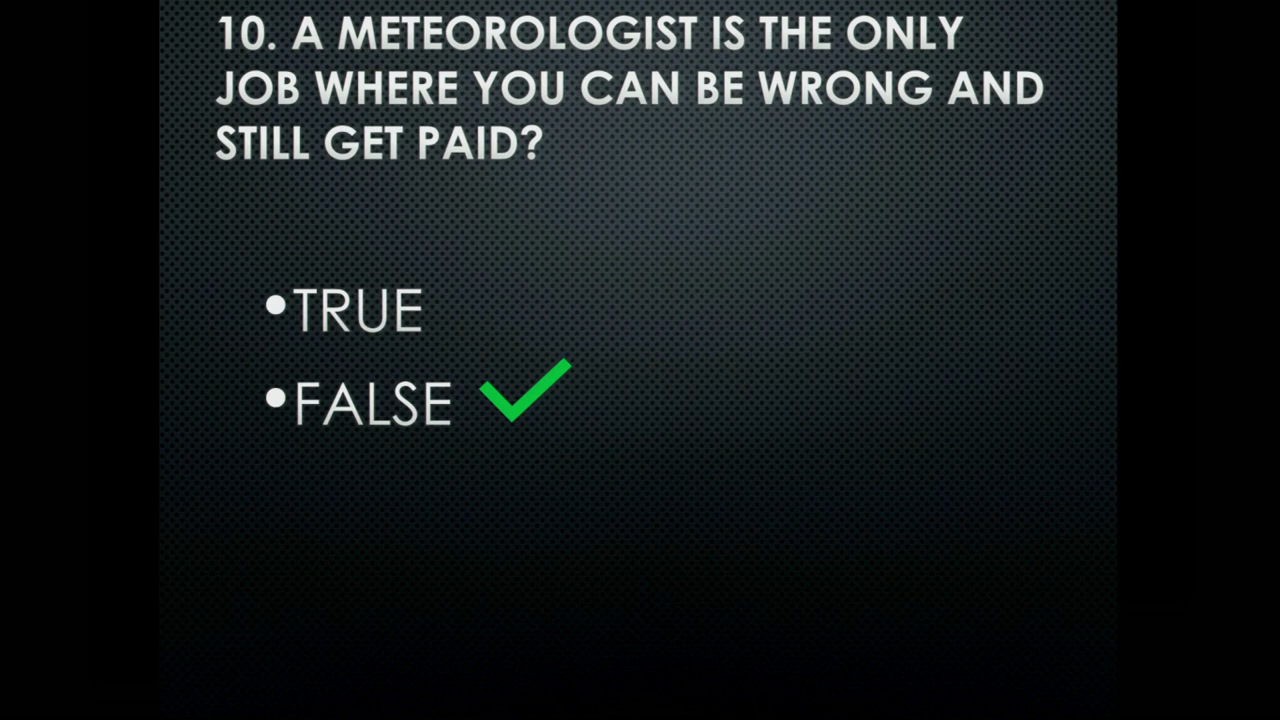 10. A METEOROLOGIST IS THE ONLY
JOB WHERE YOU CAN BE WRONG AND
STILL GET PAID?
•TRUE
•FALSE